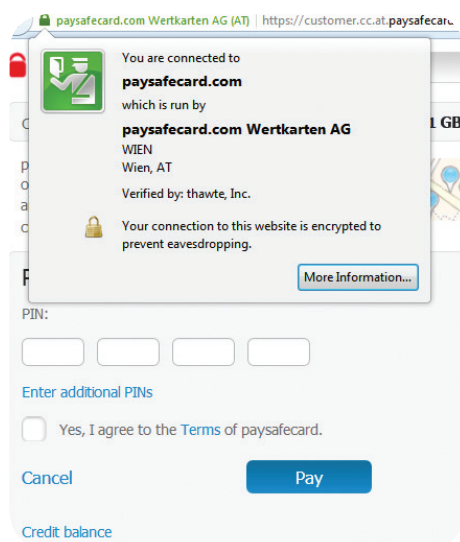 paysafecard.com Wertkarten AG (AT) https://customer.cc.at.paysafecard
You are connected to
paysafecard.com
which is run by
paysafecard.com Wertkarten AG
WIEN
Wien, AT
Verified by: thawte, Inc.
Your connection to this website is encrypted to
prevent eavesdropping.
More Information...
1 GB
PIN:
Enter additional PINs
Yes, I agree to the Terms of paysafecard.
Cancel
Pay
Credit balance